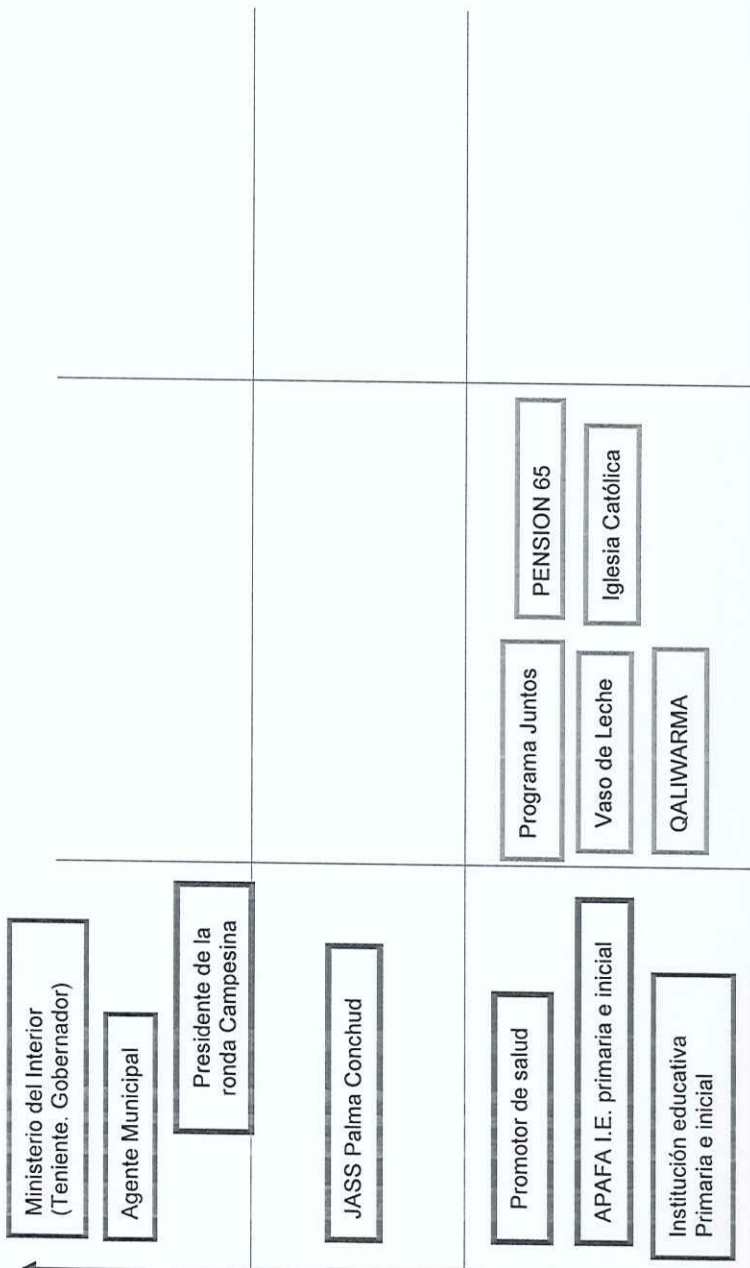 Ministerio del Interior
(Teniente. Gobernador)
Agente Municipal
Presidente de la
ronda Campesina
JASS Palma Conchud
Promotor de salud
APAFA I.E. primaria e inicial
Institución educativa
Primaria e inicial
Programa Juntos
PENSION 65
Vaso de Leche
Iglesia Católica
QALIWARMA